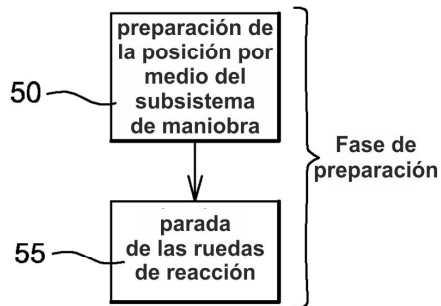 preparación de
la posición por
medio del
subsistema
de maniobra
50
Fase de
preparación
parada
de las ruedas
de reacción
55